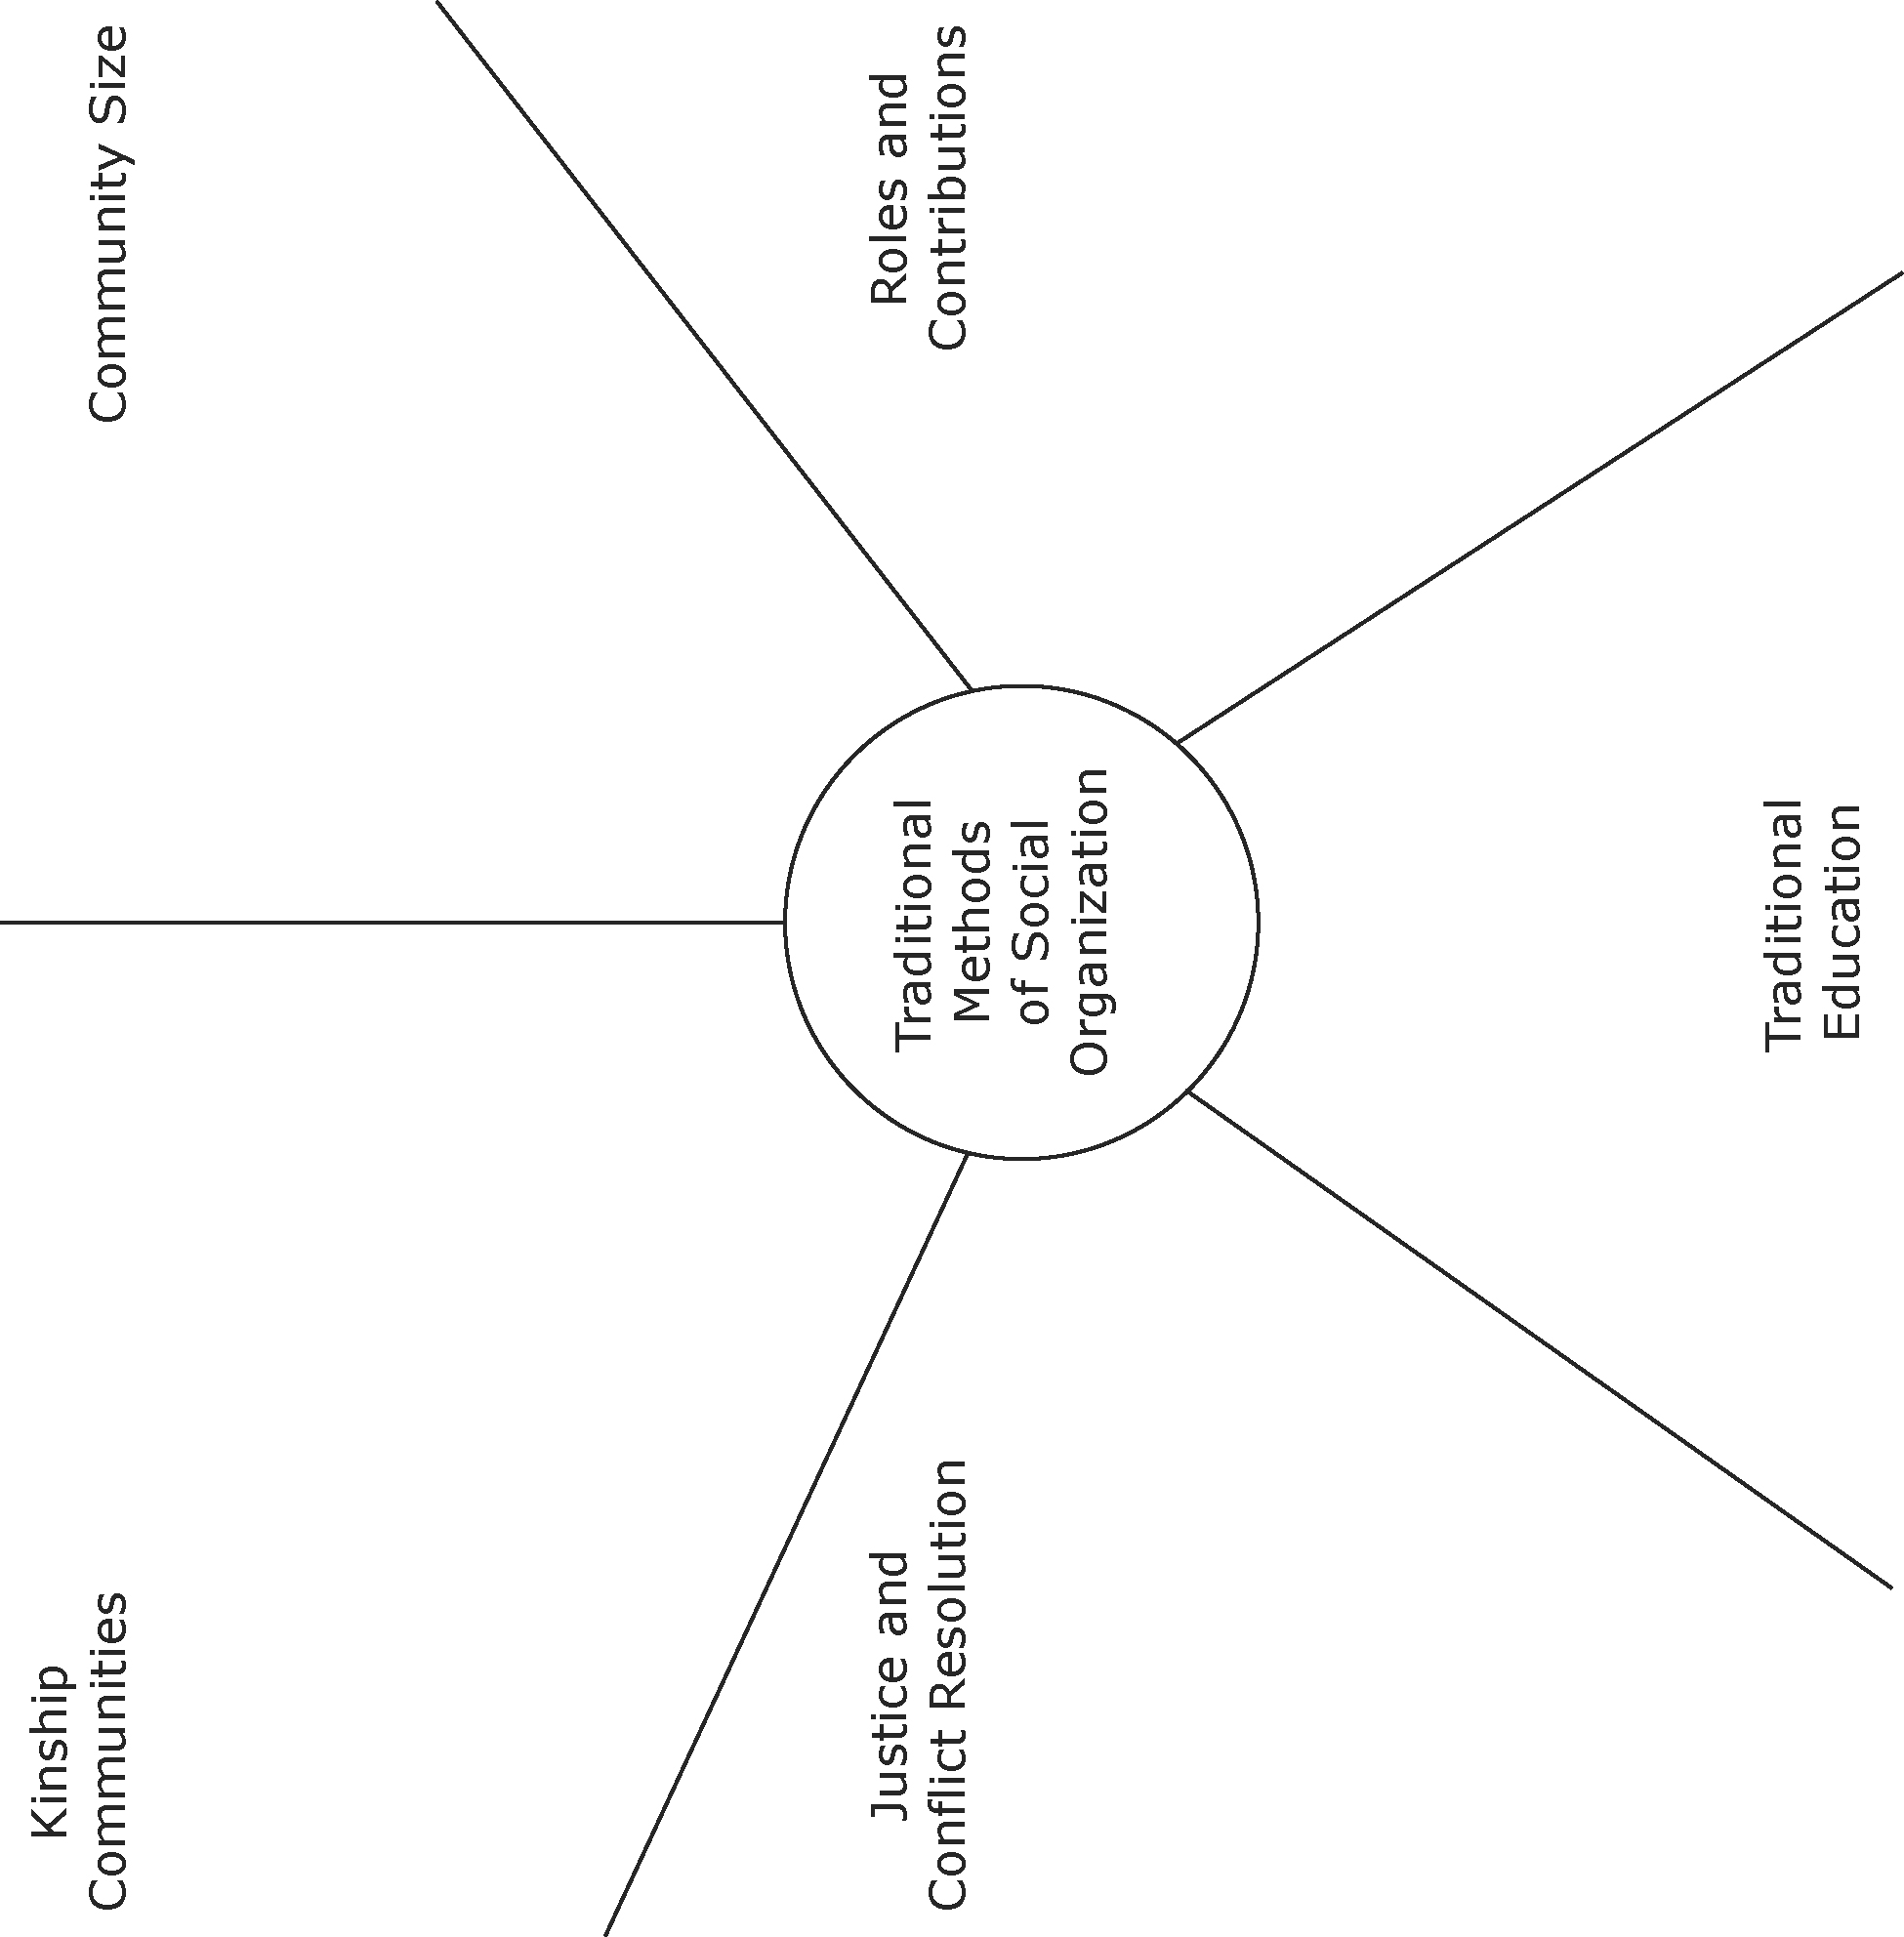 Kinship
Communities
Community Size
Justice and
Conflict Resolution
Traditional
Methods
of Social
Organization
Roles and
Contributions
Traditional
Education